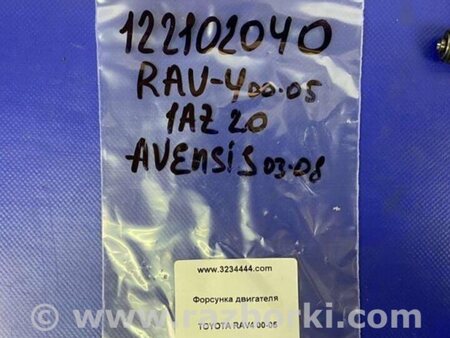 122102040
RAV-4 00-05
1AZ 20
AVENSIS 03-08
www.3234444.com
Форсунка двигателя
TOYOTA RAV4 00-05
www.razborki.com